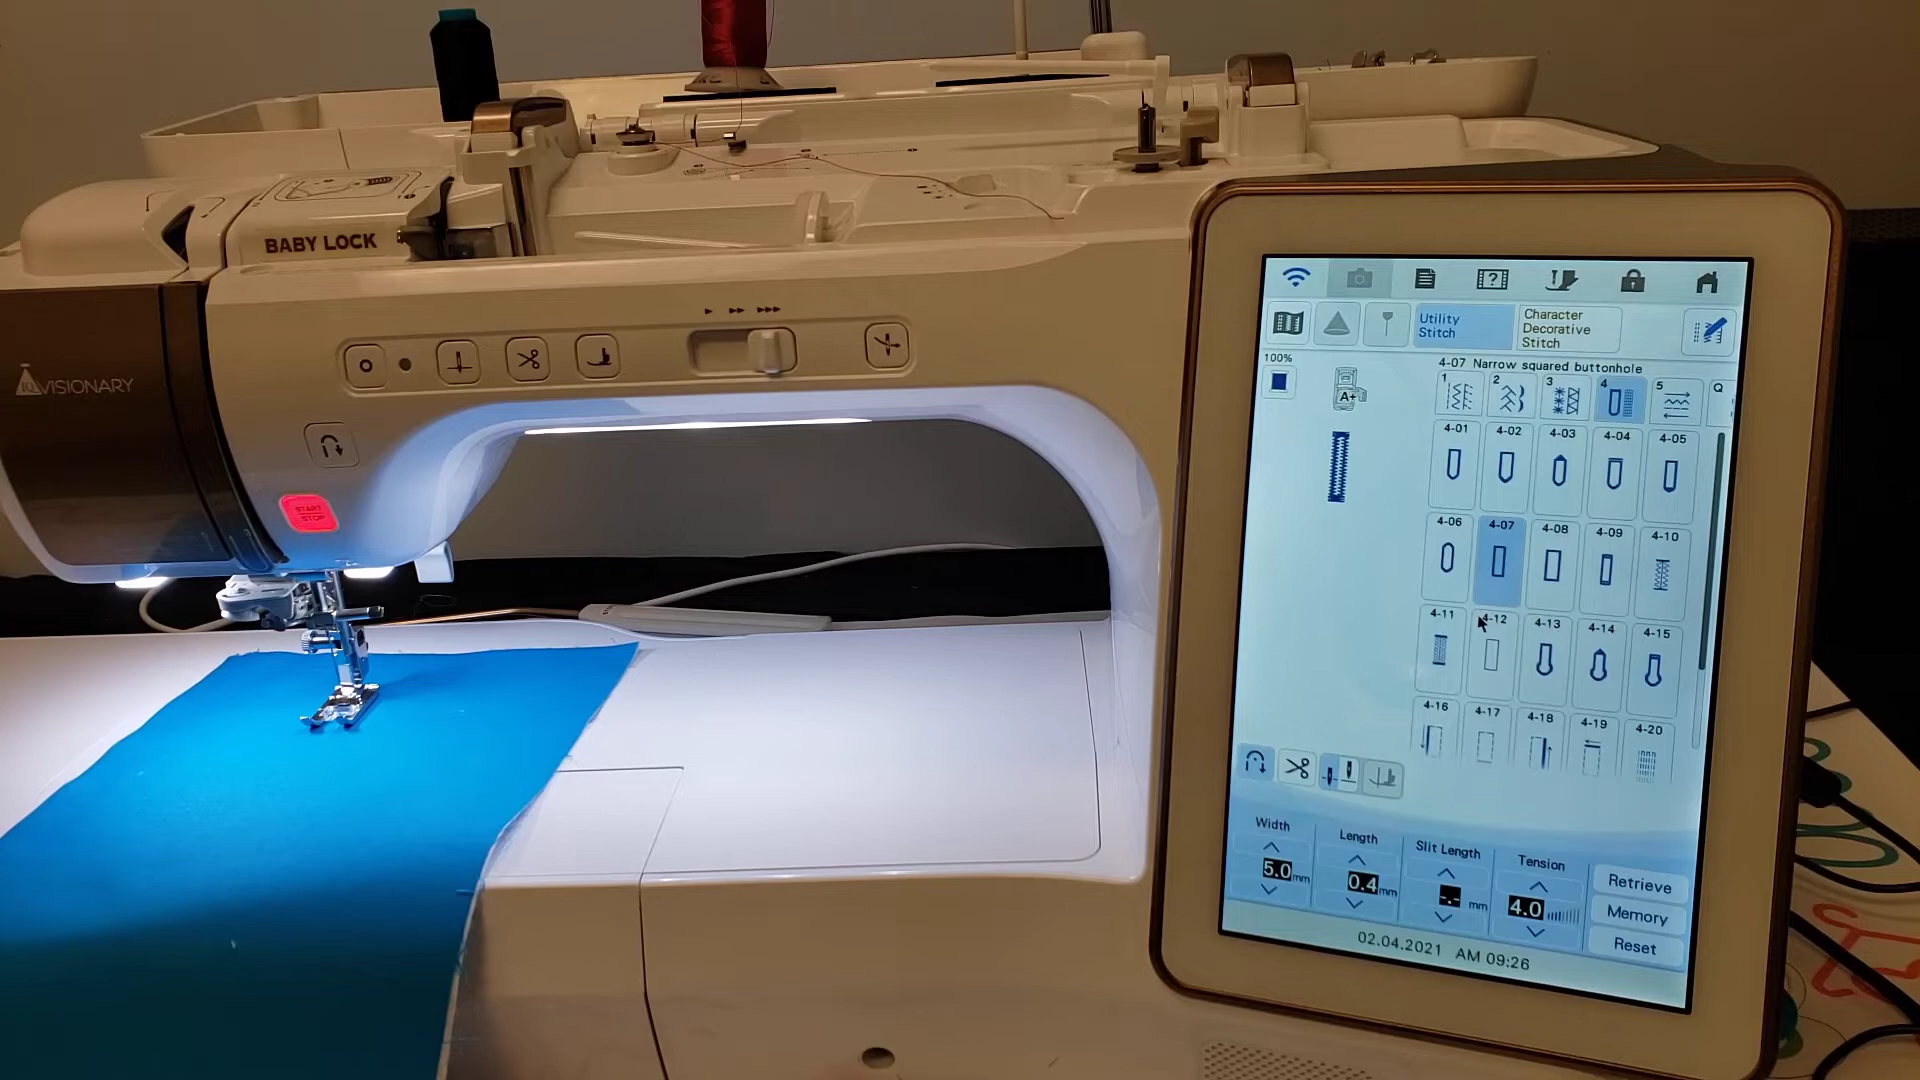 BABY LOCK
VISIONARY
START
STOP
Utility
Stitch
Character
Decorative
Stitch
100%
4-07 Narrow squared buttonhole
A+
1
2
3
4
5
Q
4-01
4-02
4-03
4-04
4-05
4-06
4-07
4-08
4-09
4-10
4-11
4-12
4-13
4-14
4-15
4-16
4-17
4-18
4-19
4-20
Width
Length
Slit Length
Tension
5.0 mm
0.4 mm
-.- mm
4.0
Retrieve
Memory
Reset
02.04.2021 AM 09:26